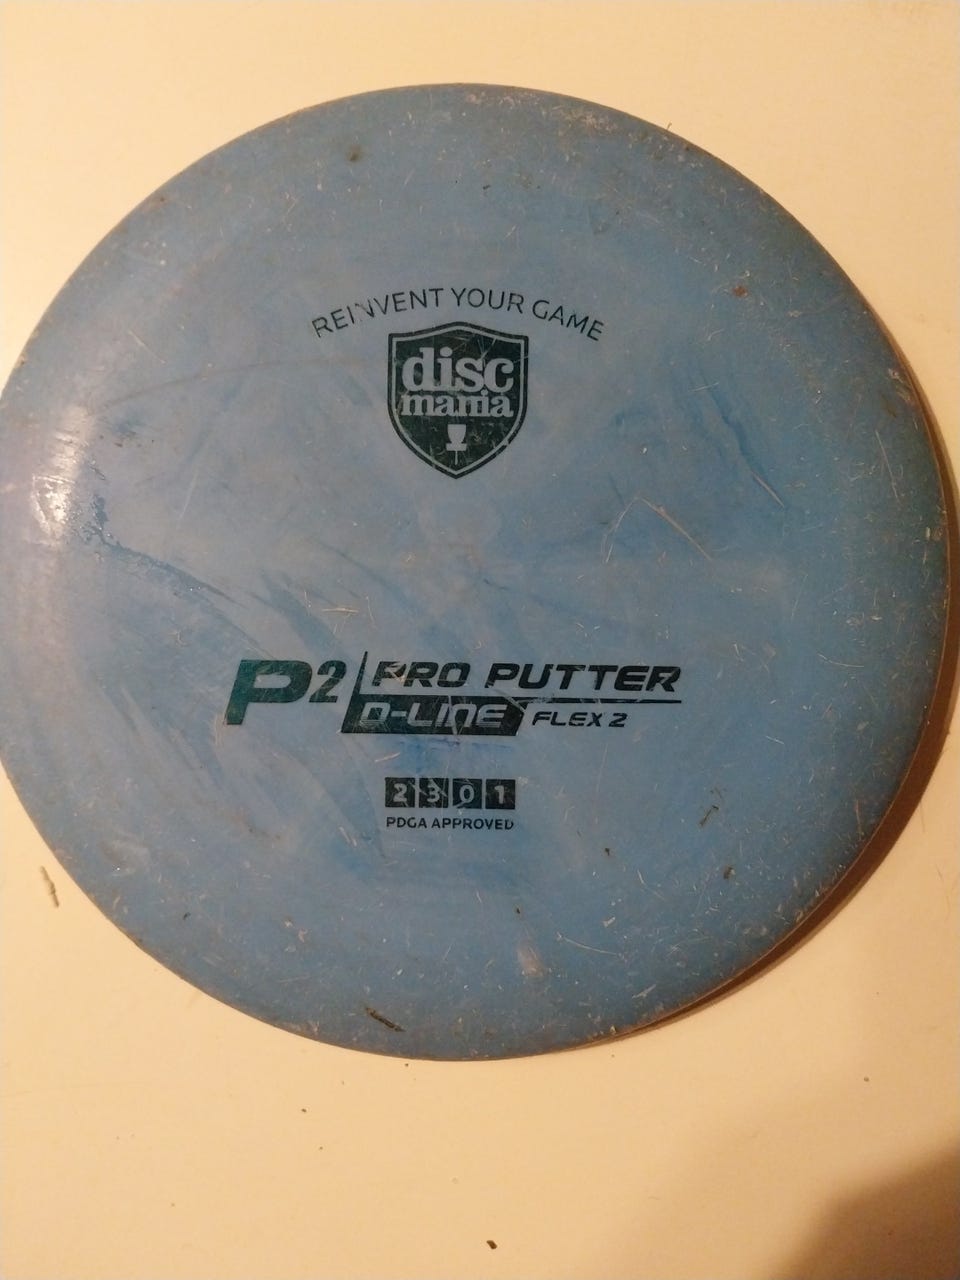 REINVENT YOUR GAME
disc
mania
P2 PRO PUTTER
D-LINE FLEX 2
2 3 0 1
PDGA APPROVED